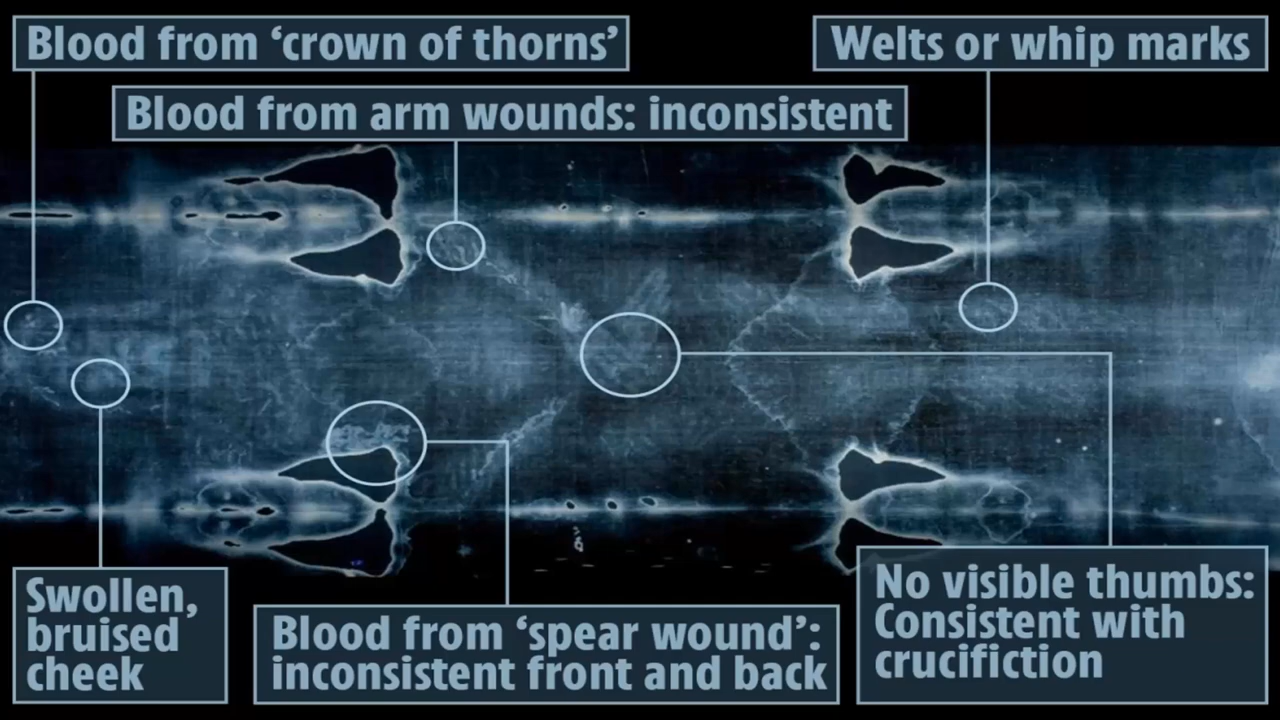 Blood from ‘crown of thorns’
Welts or whip marks
Blood from arm wounds: inconsistent
Swollen,
bruised
cheek
Blood from ‘spear wound’:
inconsistent front and back
No visible thumbs:
Consistent with
crucifiction